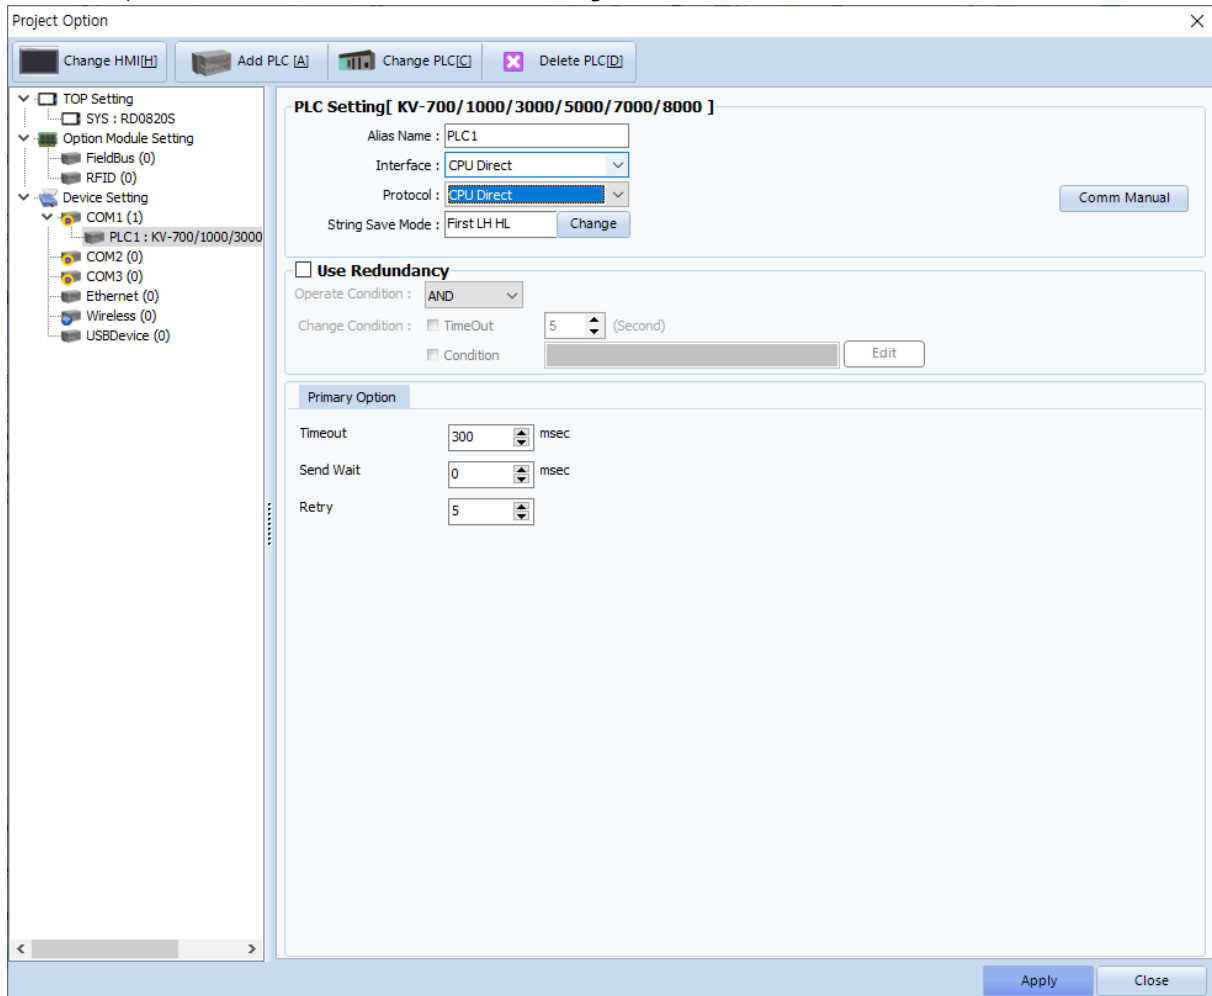 Project Option
Change HMI[H] Add PLC [A] Change PLC[C] Delete PLC[D]
TOP Setting
SYS : RD0820S
Option Module Setting
FieldBus (0)
RFID (0)
Device Setting
COM1 (1)
PLC1 : KV-700/1000/3000
COM2 (0)
COM3 (0)
Ethernet (0)
Wireless (0)
USBDevice (0)
PLC Setting[ KV-700/1000/3000/5000/7000/8000 ]
Alias Name : PLC1
Interface : CPU Direct
Protocol : CPU Direct
Comm Manual
String Save Mode : First LH HL Change
Use Redundancy
Operate Condition : AND
Change Condition : TimeOut 5 (Second)
Condition Edit
Primary Option
Timeout 300 msec
Send Wait 0 msec
Retry 5
Apply Close